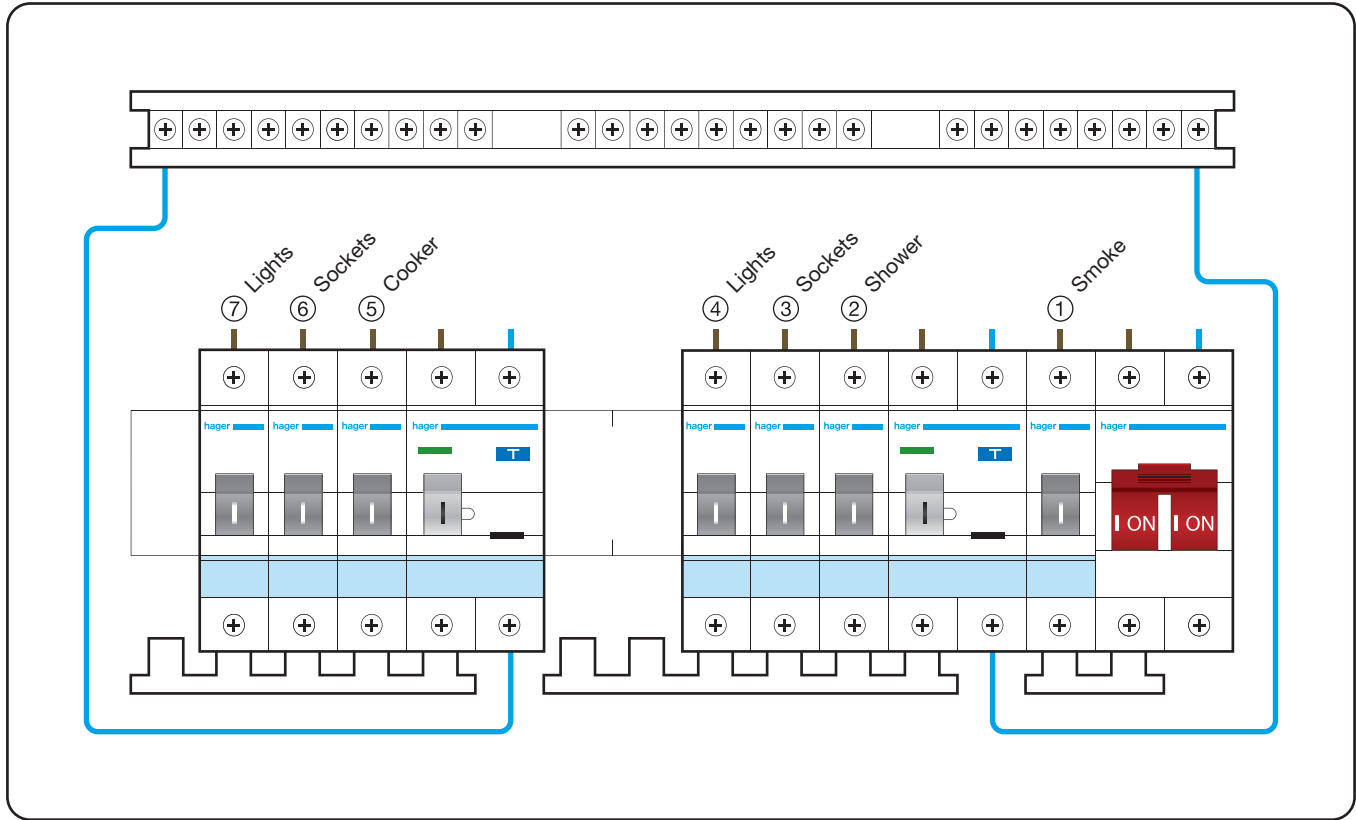 ⑦ Lights
⑥ Sockets
⑤ Cooker
④ Lights
③ Sockets
② Shower
① Smoke
hager
hager
hager
hager
hager
hager
hager
hager
hager
hager
T
T
I ON
I ON